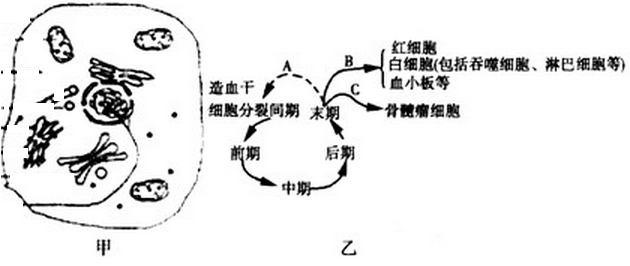 A
B
C
红细胞
白细胞(包括吞噬细胞、淋巴细胞等)
血小板等
造血干
细胞分裂间期
末期
骨髓瘤细胞
前期
后期
中期
甲
乙